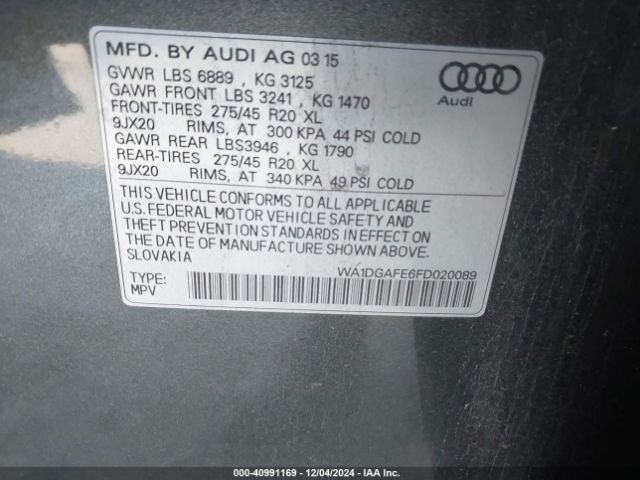 MFD. BY AUDI AG 03 15
GVWR LBS 6889 , KG 3125
GAWR FRONT LBS 3241 , KG 1470
FRONT-TIRES 275/45 R20 XL
9JX20 RIMS, AT 300 KPA 44 PSI COLD
GAWR REAR LBS3946 , KG 1790
REAR-TIRES 275/45 R20 XL
9JX20 RIMS, AT 340 KPA 49 PSI COLD
Audi
THIS VEHICLE CONFORMS TO ALL APPLICABLE
U.S. FEDERAL MOTOR VEHICLE SAFETY AND
THEFT PREVENTION STANDARDS IN EFFECT ON
THE DATE OF MANUFACTURE SHOWN ABOVE.
SLOVAKIA
WA1DGAFE6FD020089
TYPE:
MPV
000-40991169 - 12/04/2024 - IAA Inc.